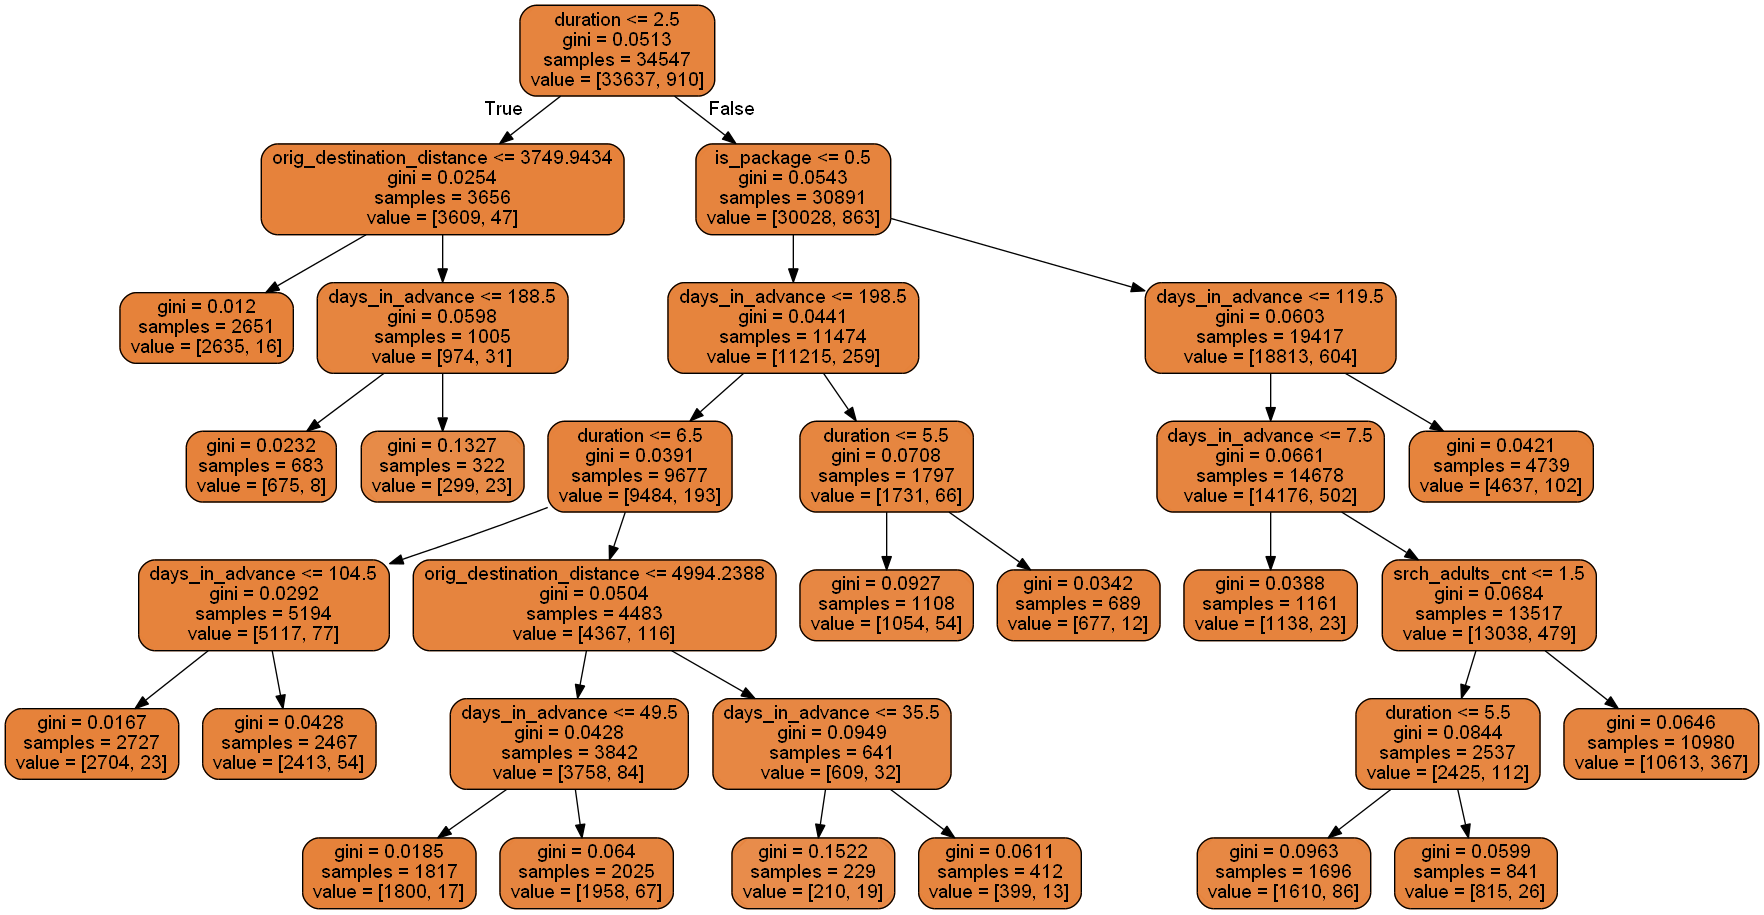 duration <= 2.5
gini = 0.0513
samples = 34547
value = [33637, 910]
True
False
orig_destination_distance <= 3749.9434
gini = 0.0254
samples = 3656
value = [3609, 47]
is_package <= 0.5
gini = 0.0543
samples = 30891
value = [30028, 863]
gini = 0.012
samples = 2651
value = [2635, 16]
days_in_advance <= 188.5
gini = 0.0598
samples = 1005
value = [974, 31]
days_in_advance <= 198.5
gini = 0.0441
samples = 11474
value = [11215, 259]
days_in_advance <= 119.5
gini = 0.0603
samples = 19417
value = [18813, 604]
gini = 0.0232
samples = 683
value = [675, 8]
gini = 0.1327
samples = 322
value = [299, 23]
duration <= 6.5
gini = 0.0391
samples = 9677
value = [9484, 193]
duration <= 5.5
gini = 0.0708
samples = 1797
value = [1731, 66]
days_in_advance <= 7.5
gini = 0.0661
samples = 14678
value = [14176, 502]
gini = 0.0421
samples = 4739
value = [4637, 102]
days_in_advance <= 104.5
gini = 0.0292
samples = 5194
value = [5117, 77]
orig_destination_distance <= 4994.2388
gini = 0.0504
samples = 4483
value = [4367, 116]
gini = 0.0927
samples = 1108
value = [1054, 54]
gini = 0.0342
samples = 689
value = [677, 12]
gini = 0.0388
samples = 1161
value = [1138, 23]
srch_adults_cnt <= 1.5
gini = 0.0684
samples = 13517
value = [13038, 479]
gini = 0.0167
samples = 2727
value = [2704, 23]
gini = 0.0428
samples = 2467
value = [2413, 54]
days_in_advance <= 49.5
gini = 0.0428
samples = 3842
value = [3758, 84]
days_in_advance <= 35.5
gini = 0.0949
samples = 641
value = [609, 32]
duration <= 5.5
gini = 0.0844
samples = 2537
value = [2425, 112]
gini = 0.0646
samples = 10980
value = [10613, 367]
gini = 0.0185
samples = 1817
value = [1800, 17]
gini = 0.064
samples = 2025
value = [1958, 67]
gini = 0.1522
samples = 229
value = [210, 19]
gini = 0.0611
samples = 412
value = [399, 13]
gini = 0.0963
samples = 1696
value = [1610, 86]
gini = 0.0599
samples = 841
value = [815, 26]